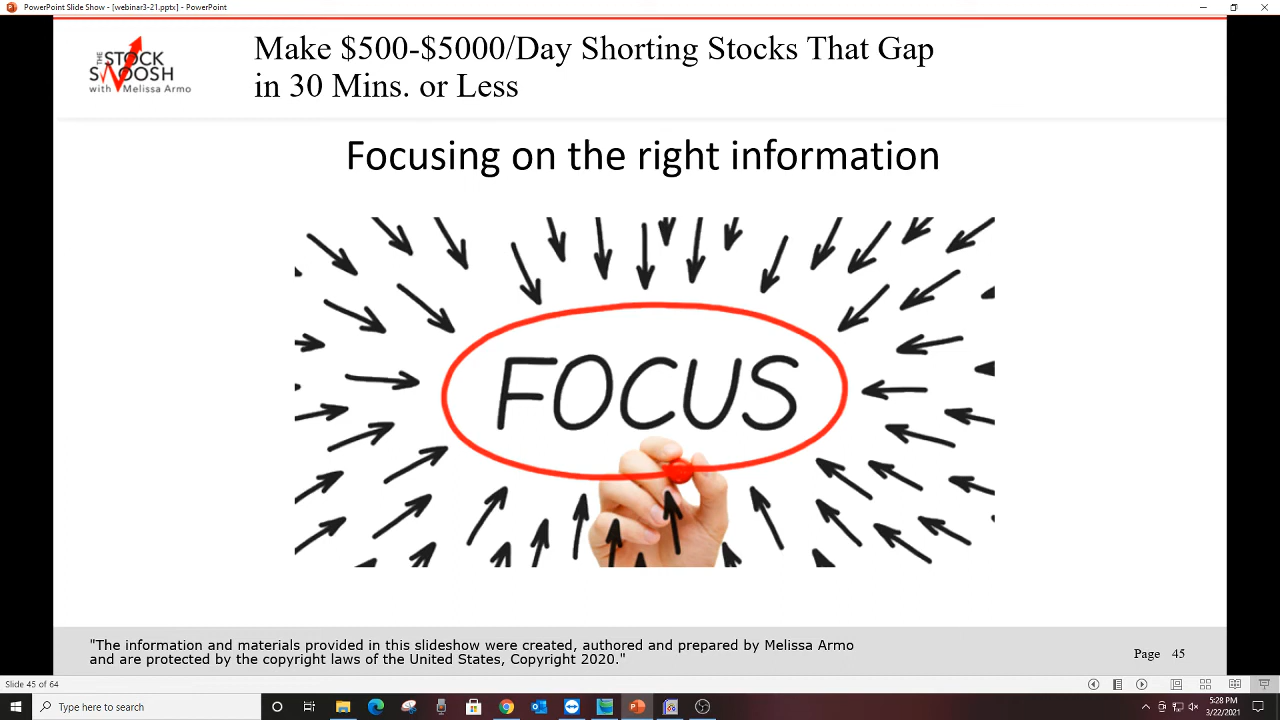 PowerPoint Slide Show - [webinar3-21.pptx] - PowerPoint
THE
STOCK
SWOOSH
with Melissa Armo
Make $500-$5000/Day Shorting Stocks That Gap
in 30 Mins. or Less
Focusing on the right information
FOCUS
"The information and materials provided in this slideshow were created, authored and prepared by Melissa Armo
and are protected by the copyright laws of the United States, Copyright 2020."
Page 45
Slide 45 of 64
Type here to search
5:28 PM
3/22/2021